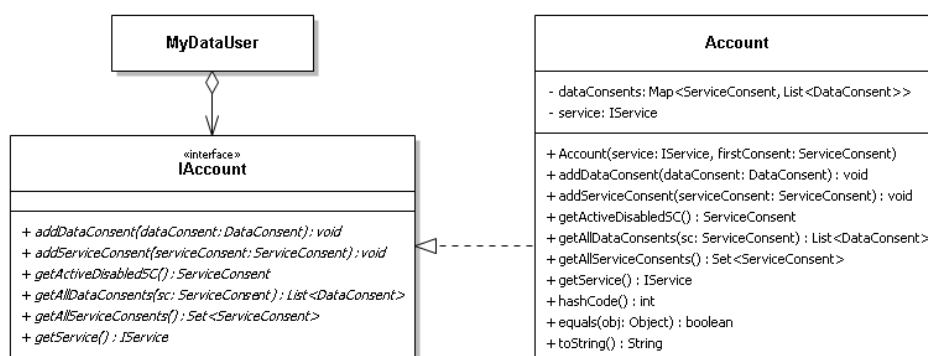 MyDataUser
«interface»
IAccount
+ addDataConsent(dataConsent: DataConsent) : void
+ addServiceConsent(serviceConsent: ServiceConsent) : void
+ getActiveDisabledSC() : ServiceConsent
+ getAllDataConsents(sc: ServiceConsent) : List<DataConsent>
+ getAllServiceConsents() : Set<ServiceConsent>
+ getService() : IService
Account
- dataConsents: Map<ServiceConsent, List<DataConsent>>
- service: IService
+ Account(service: IService, firstConsent: ServiceConsent)
+ addDataConsent(dataConsent: DataConsent) : void
+ addServiceConsent(serviceConsent: ServiceConsent) : void
+ getActiveDisabledSC() : ServiceConsent
+ getAllDataConsents(sc: ServiceConsent) : List<DataConsent>
+ getAllServiceConsents() : Set<ServiceConsent>
+ getService() : IService
+ hashCode() : int
+ equals(obj: Object) : boolean
+ toString() : String